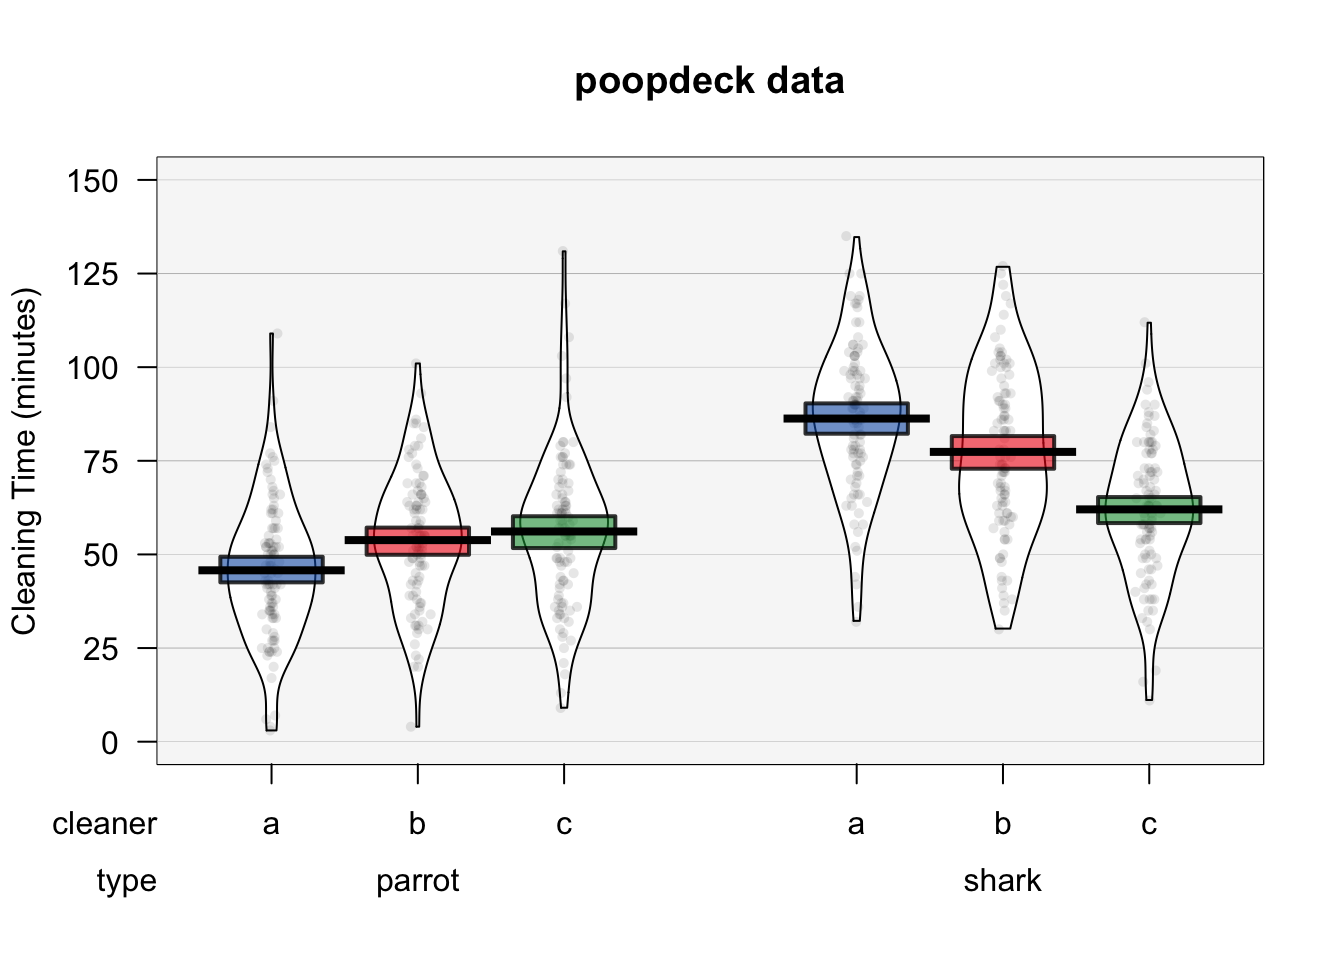 poopdeck data
Cleaning Time (minutes)
150
125
100
75
50
25
0
cleaner a b c a b c
type parrot shark